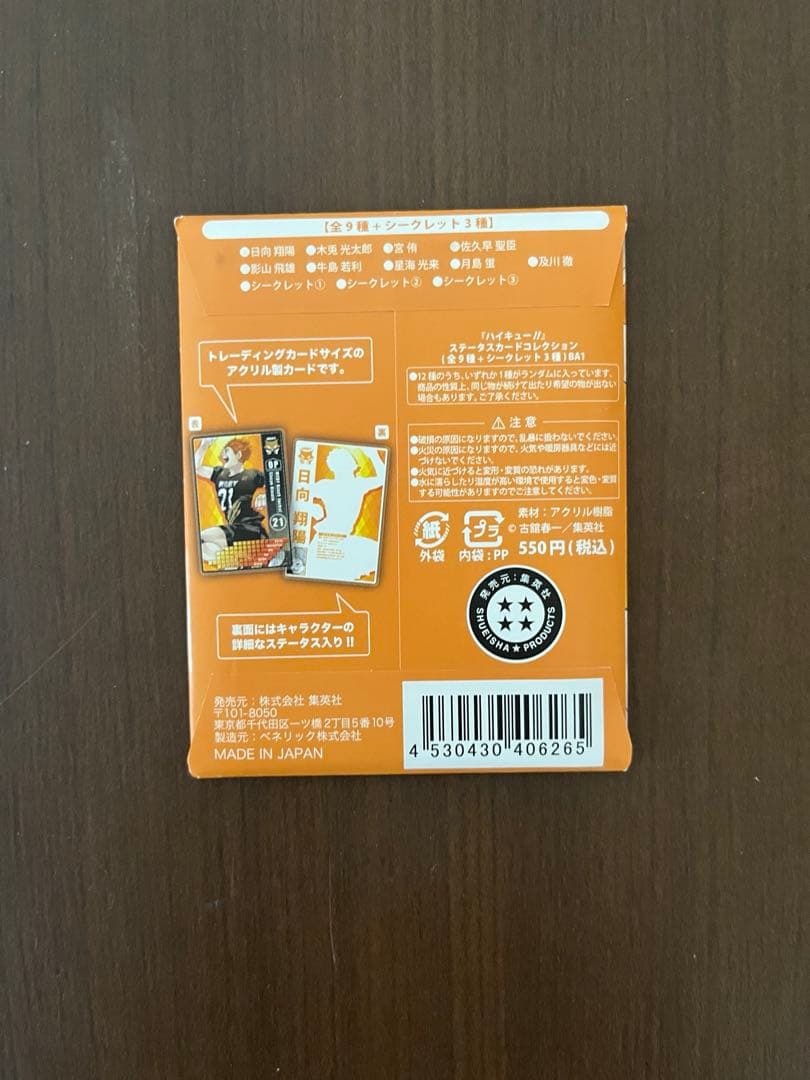 【全9種+シークレット3種】
●日向 翔陽 ●木兎 光太郎 ●宮 侑 ●佐久早 聖臣
●影山 飛雄 ●牛島 若利 ●星海 光来 ●月島 蛍 ●及川 徹
●シークレット① ●シークレット② ●シークレット③
トレーディングカードサイズの
アクリル製カードです。
表
裏
OP
21
21
日向 翔陽
裏面にはキャラクターの
詳細なステータス入り!!
『ハイキュー!!』
ステータスカードコレクション
(全9種+シークレット3種)BA1
●12種のうち、いずれか1種がランダムに入っています。
商品の性質上、同じ物が続けて出たり希望の物が出ない
場合もあります。ご了承ください。
⚠ 注意
●破損の原因になりますので、乱暴に扱わないでください。
●火災の原因になりますので、火気や暖房器具などには近
づけないでください。
●火気に近づけると変形・変質の恐れがあります。
●水に濡らしたり湿度が高い環境で使用すると変色・変質
する可能性がありますのでご注意してください。
素材:アクリル樹脂
© 古舘春一/集英社
紙
外袋
プラ
内袋:PP
550円(税込)
発売元:集英社
SHUEISHA★PRODUCTS
発売元:株式会社 集英社
〒101-8050
東京都千代田区一ツ橋2丁目5番10号
製造元:ベネリック株式会社
MADE IN JAPAN
4 530430 406265